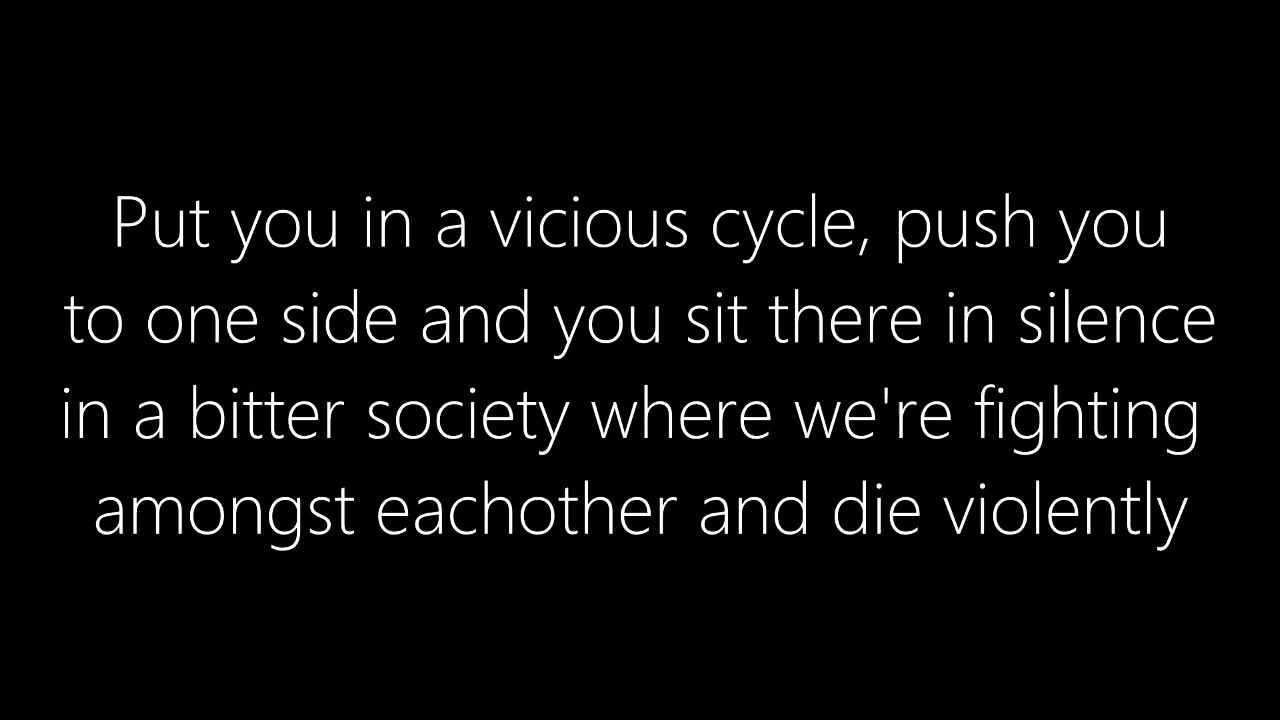 Put you in a vicious cycle, push you
to one side and you sit there in silence
in a bitter society where we're fighting
amongst eachother and die violently